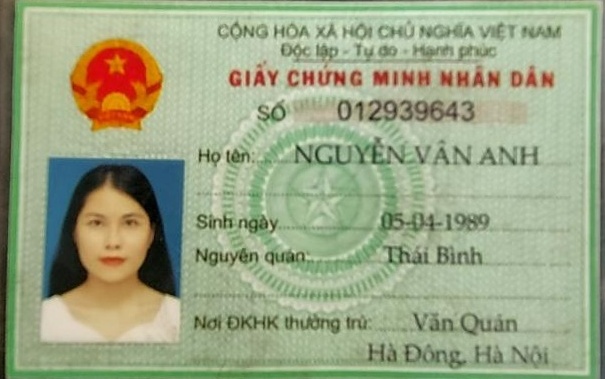 CỘNG HÒA XÃ HỘI CHỦ NGHĨA VIỆT NAM
Độc lập - Tự do - Hạnh phúc
GIẤY CHỨNG MINH NHÂN DÂN
SỐ 012939643
Họ tên: NGUYỄN VÂN ANH
Sinh ngày 05-04-1989
Nguyên quán: Thái Bình
Nơi ĐKHK thường trú: Văn Quán
Hà Đông, Hà Nội